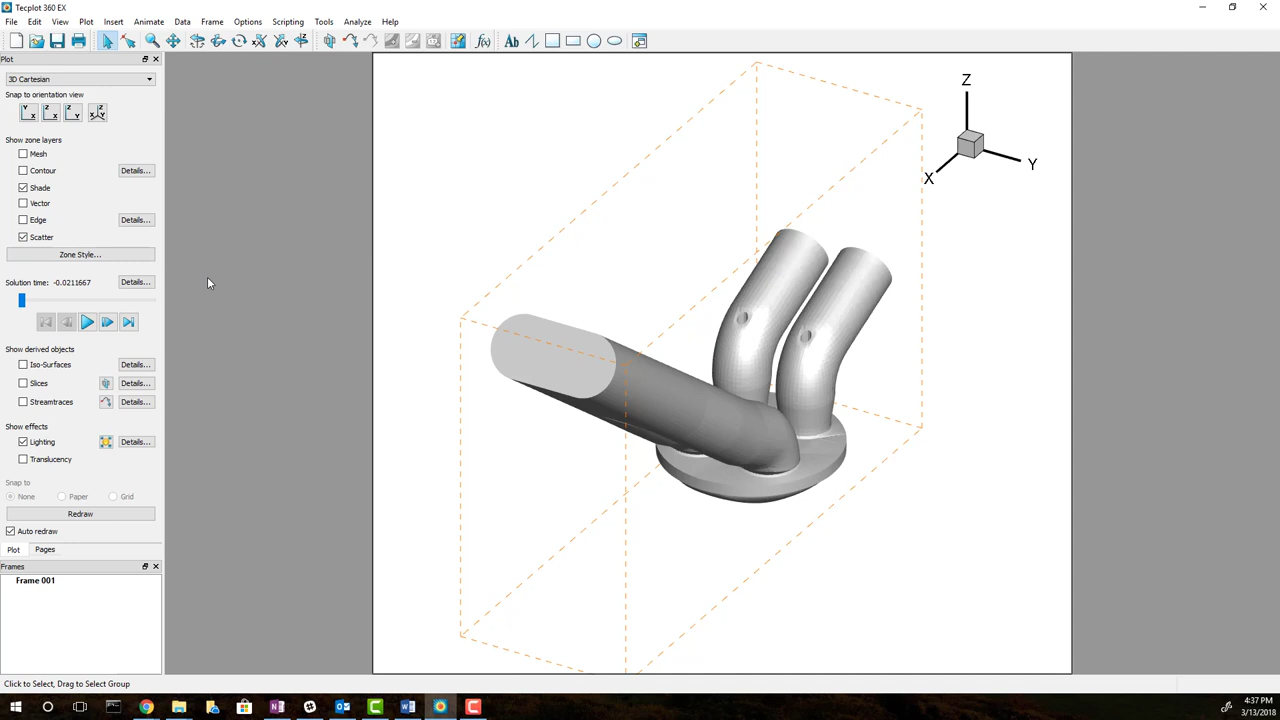 Tecplot 360 EX
File Edit View Plot Insert Animate Data Frame Options Scripting Tools Analyze Help
Plot
3D Cartesian
Snap to orientation view
Show zone layers
Mesh
Contour Details...
Shade
Vector
Edge Details...
Scatter
Zone Style...
Solution time: -0.0211667 Details...
Show derived objects
Iso-Surfaces Details...
Slices Details...
Streamtraces Details...
Show effects
Lighting Details...
Translucency
Snap to
None Paper Grid
Redraw
Auto redraw
Plot Pages
Frames
Frame 001
Z
Y
X
Click to Select, Drag to Select Group
4:37 PM
3/13/2018